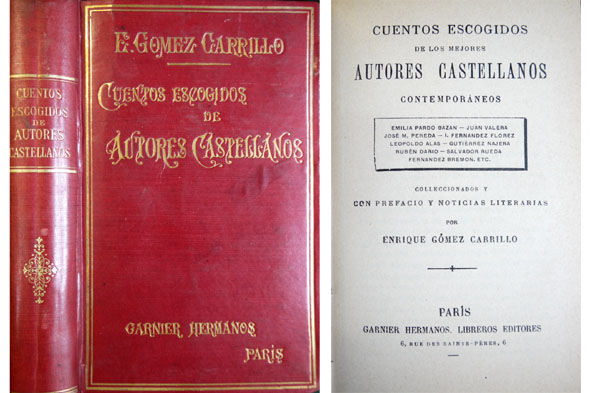 CUENTOS
ESCOGIDOS
DE
AUTORES
CASTELLANOS
E. GOMEZ CARRILLO
CUENTOS ESCOGIDOS
DE
AUTORES CASTELLANOS
GARNIER HERMANOS
PARIS
CUENTOS ESCOGIDOS
DE LOS MEJORES
AUTORES CASTELLANOS
CONTEMPORÁNEOS
EMILIA PARDO BAZAN — JUAN VALERA
JOSÉ M. PEREDA — I. FERNANDEZ FLOREZ
LEOPOLDO ALAS — GUTIÉRREZ NAJERA
RUBÉN DARIO — SALVADOR RUEDA
FERNANDEZ BREMON, ETC.
COLLECCIONADOS Y
CON PREFACIO Y NOTICIAS LITERARIAS
POR
ENRIQUE GÓMEZ CARRILLO
PARÍS
GARNIER HERMANOS, LIBREROS EDITORES
6, RUE DES SAINTS-PÈRES, 6